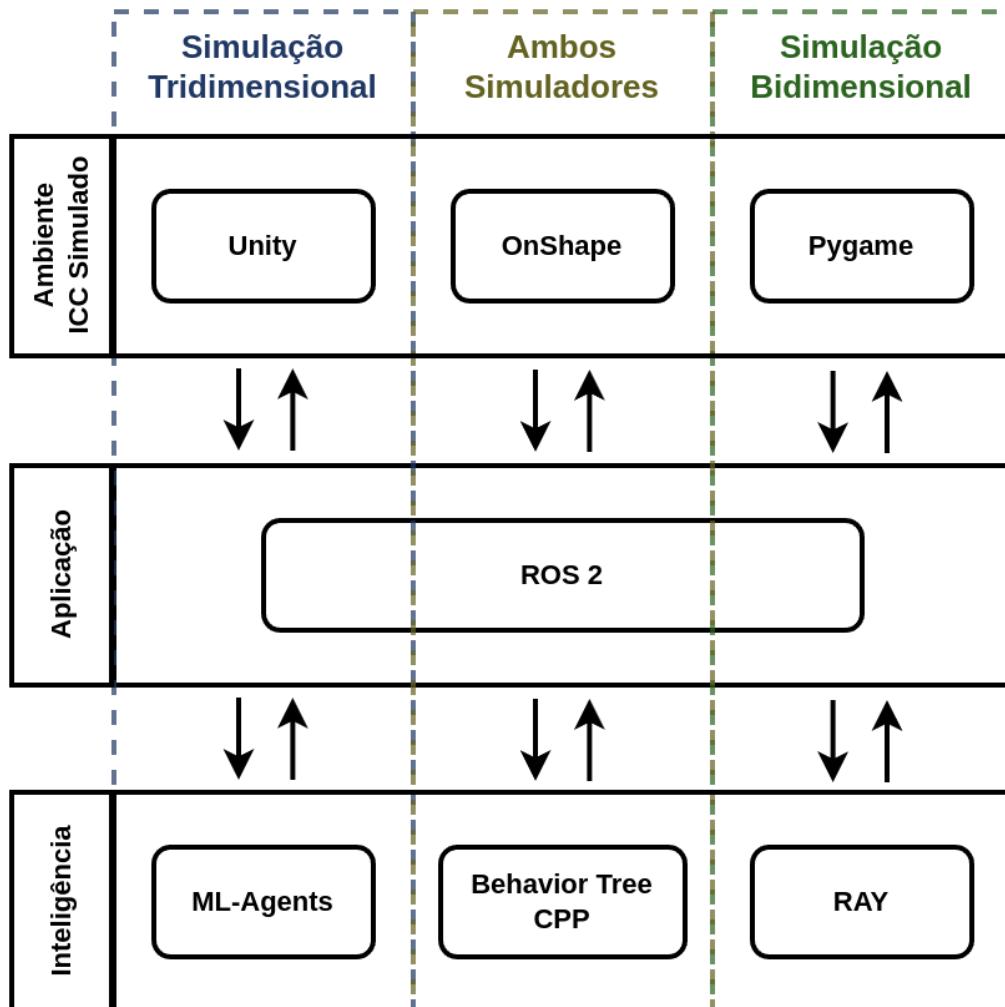 Simulação
Tridimensional
Ambos
Simuladores
Simulação
Bidimensional
Ambiente
ICC Simulado
Unity
OnShape
Pygame
Aplicação
ROS 2
Inteligência
ML-Agents
Behavior Tree
CPP
RAY